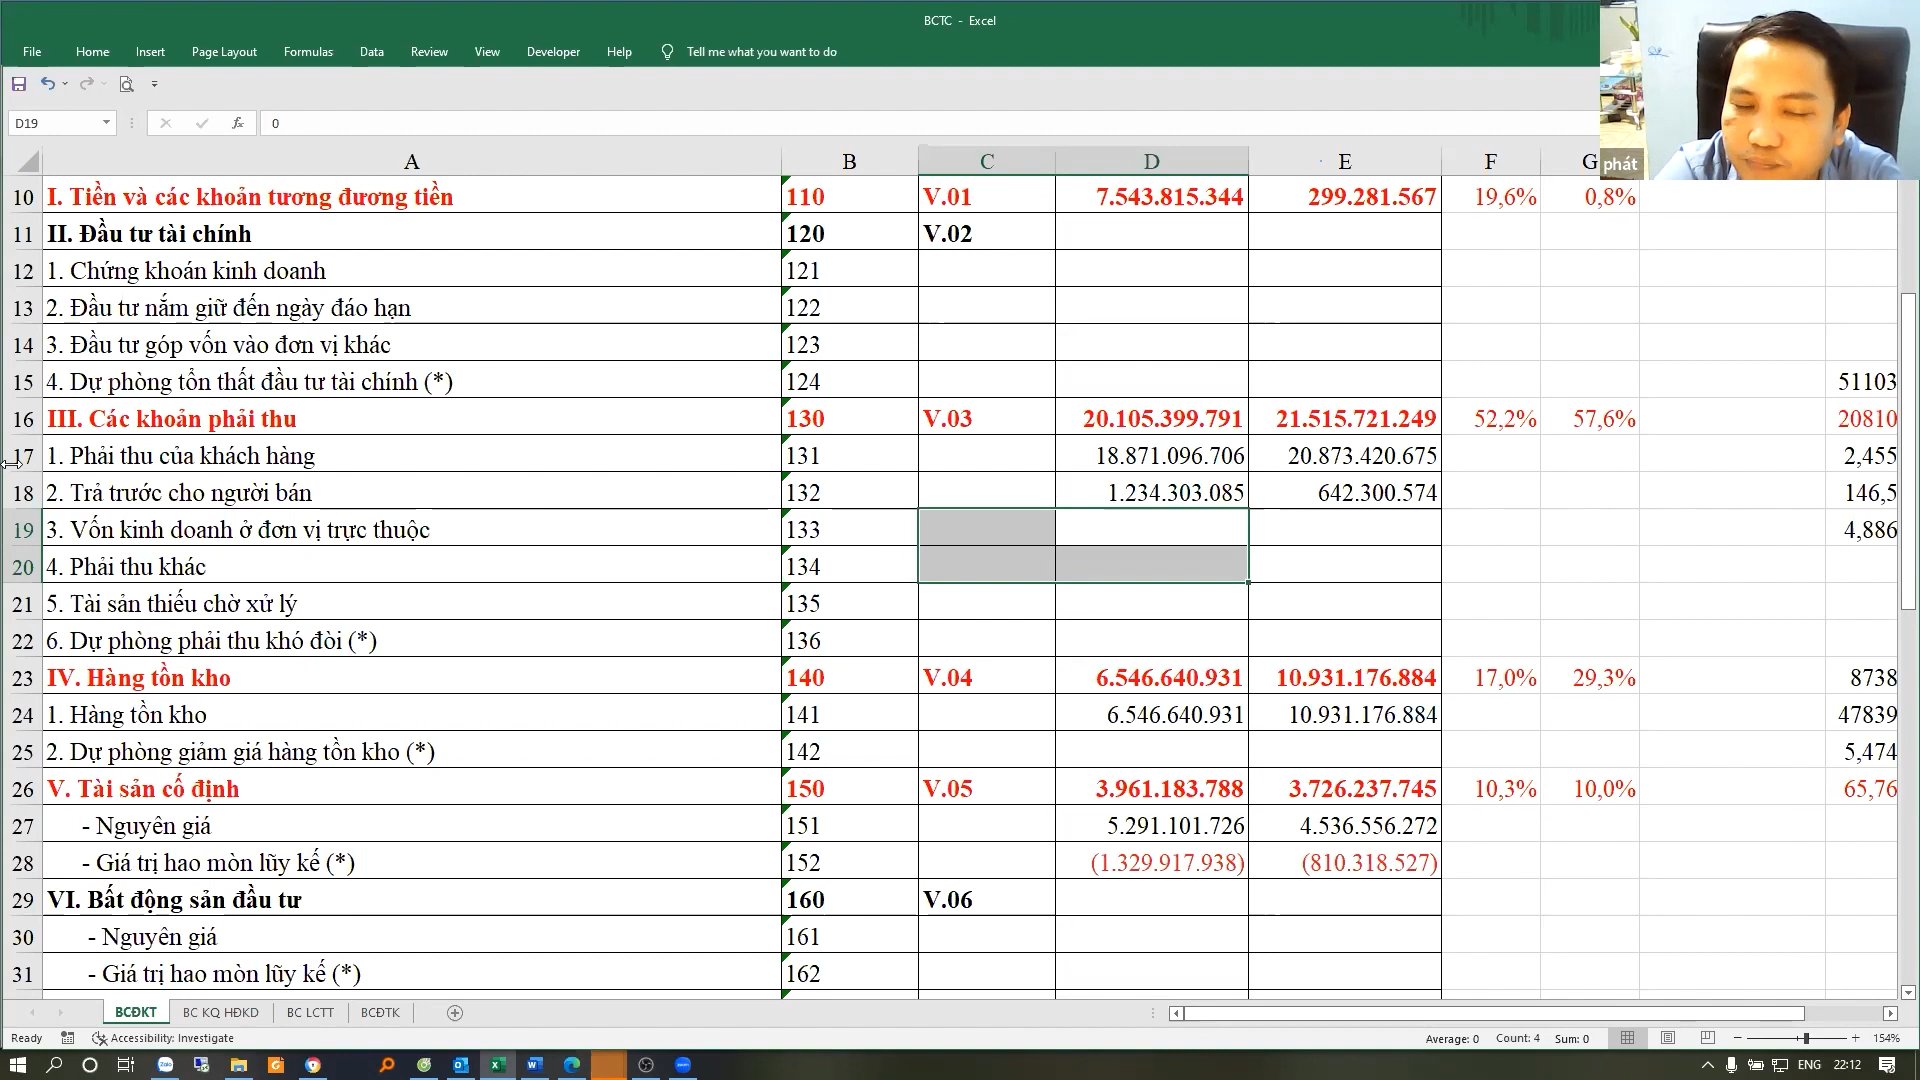 BCTC - Excel
File Home Insert Page Layout Formulas Data Review View Developer Help Tell me what you want to do
D19 fx 0
phát
A B C D E F G
10 I. Tiền và các khoản tương đương tiền 110 V.01 7.543.815.344 299.281.567 19,6% 0,8%
11 II. Đầu tư tài chính 120 V.02
12 1. Chứng khoán kinh doanh 121
13 2. Đầu tư nắm giữ đến ngày đáo hạn 122
14 3. Đầu tư góp vốn vào đơn vị khác 123
15 4. Dự phòng tổn thất đầu tư tài chính (*) 124 51103
16 III. Các khoản phải thu 130 V.03 20.105.399.791 21.515.721.249 52,2% 57,6% 20810
17 1. Phải thu của khách hàng 131 18.871.096.706 20.873.420.675 2,455
18 2. Trả trước cho người bán 132 1.234.303.085 642.300.574 146,5
19 3. Vốn kinh doanh ở đơn vị trực thuộc 133 4,886
20 4. Phải thu khác 134
21 5. Tài sản thiếu chờ xử lý 135
22 6. Dự phòng phải thu khó đòi (*) 136
23 IV. Hàng tồn kho 140 V.04 6.546.640.931 10.931.176.884 17,0% 29,3% 8738
24 1. Hàng tồn kho 141 6.546.640.931 10.931.176.884 47839
25 2. Dự phòng giảm giá hàng tồn kho (*) 142 5,474
26 V. Tài sản cố định 150 V.05 3.961.183.788 3.726.237.745 10,3% 10,0% 65,76
27 - Nguyên giá 151 5.291.101.726 4.536.556.272
28 - Giá trị hao mòn lũy kế (*) 152 (1.329.917.938) (810.318.527)
29 VI. Bất động sản đầu tư 160 V.06
30 - Nguyên giá 161
31 - Giá trị hao mòn lũy kế (*) 162
BCĐKT BC KQ HĐKD BC LCTT BCĐTK
Ready Accessibility: Investigate Average: 0 Count: 4 Sum: 0 154%
ENG 22:12